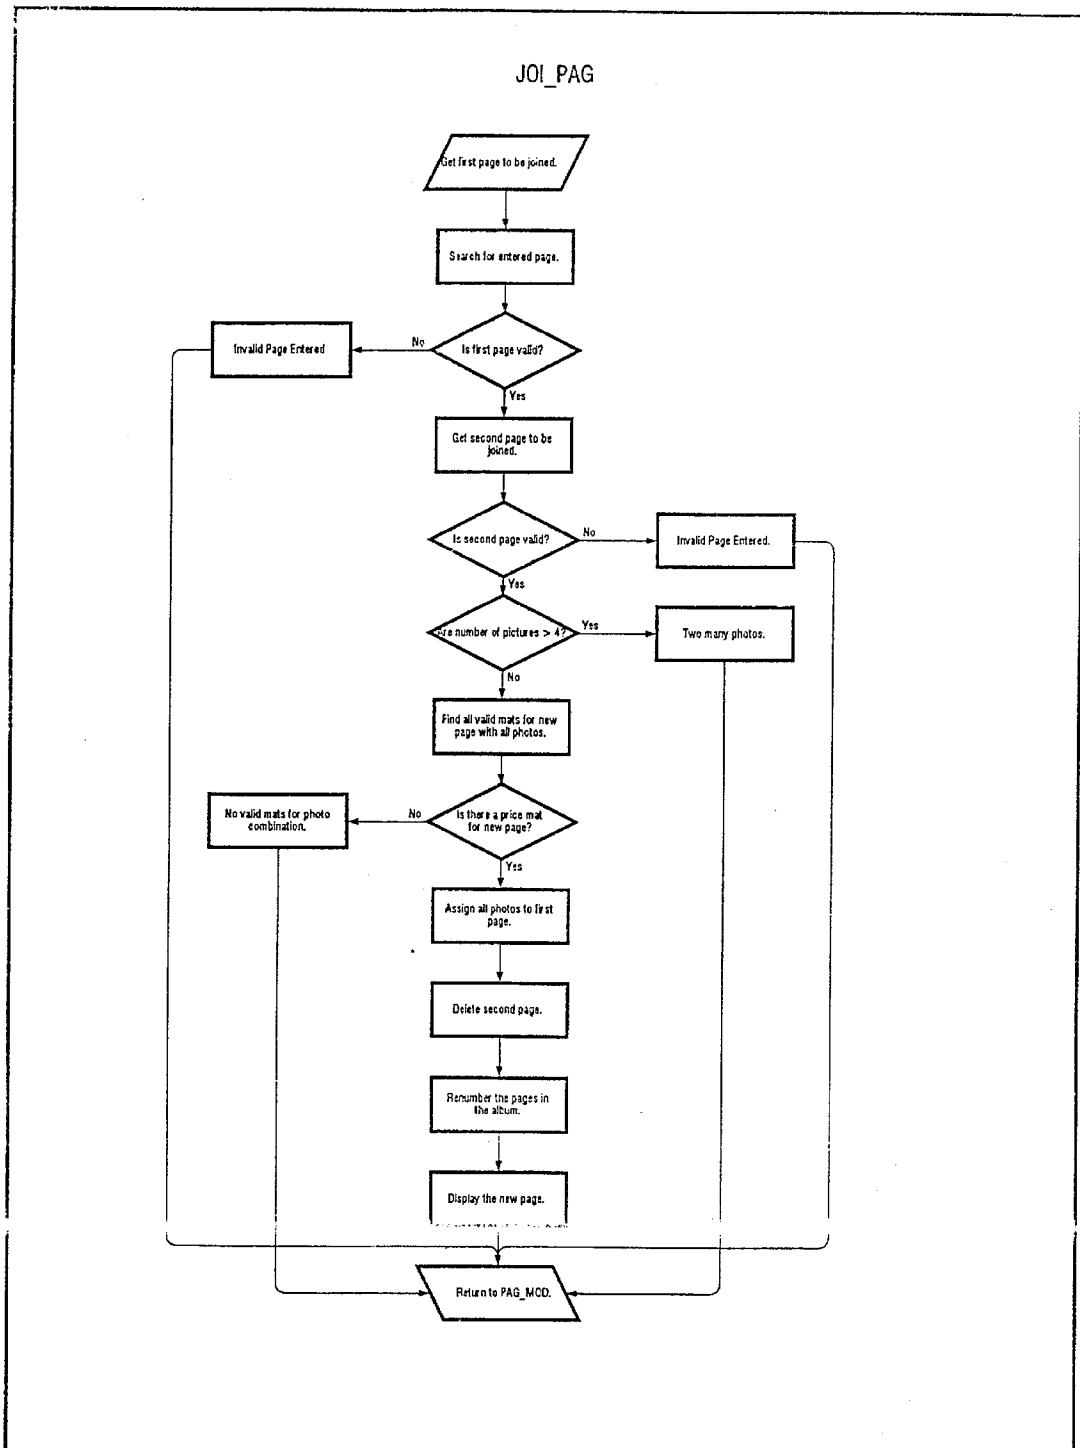 JOI_PAG
Get first page to be joined.
Search for entered page.
Is first page valid?
No
Invalid Page Entered
Yes
Get second page to be
joined.
Is second page valid?
No
Invalid Page Entered.
Yes
Are number of pictures > 4?
Yes
Two many photos.
No
Find all valid mats for new
page with all photos.
Is there a price mat
for new page?
No
No valid mats for photo
combination.
Yes
Assign all photos to first
page.
Delete second page.
Renumber the pages in
the album.
Display the new page.
Return to PAG_MOD.